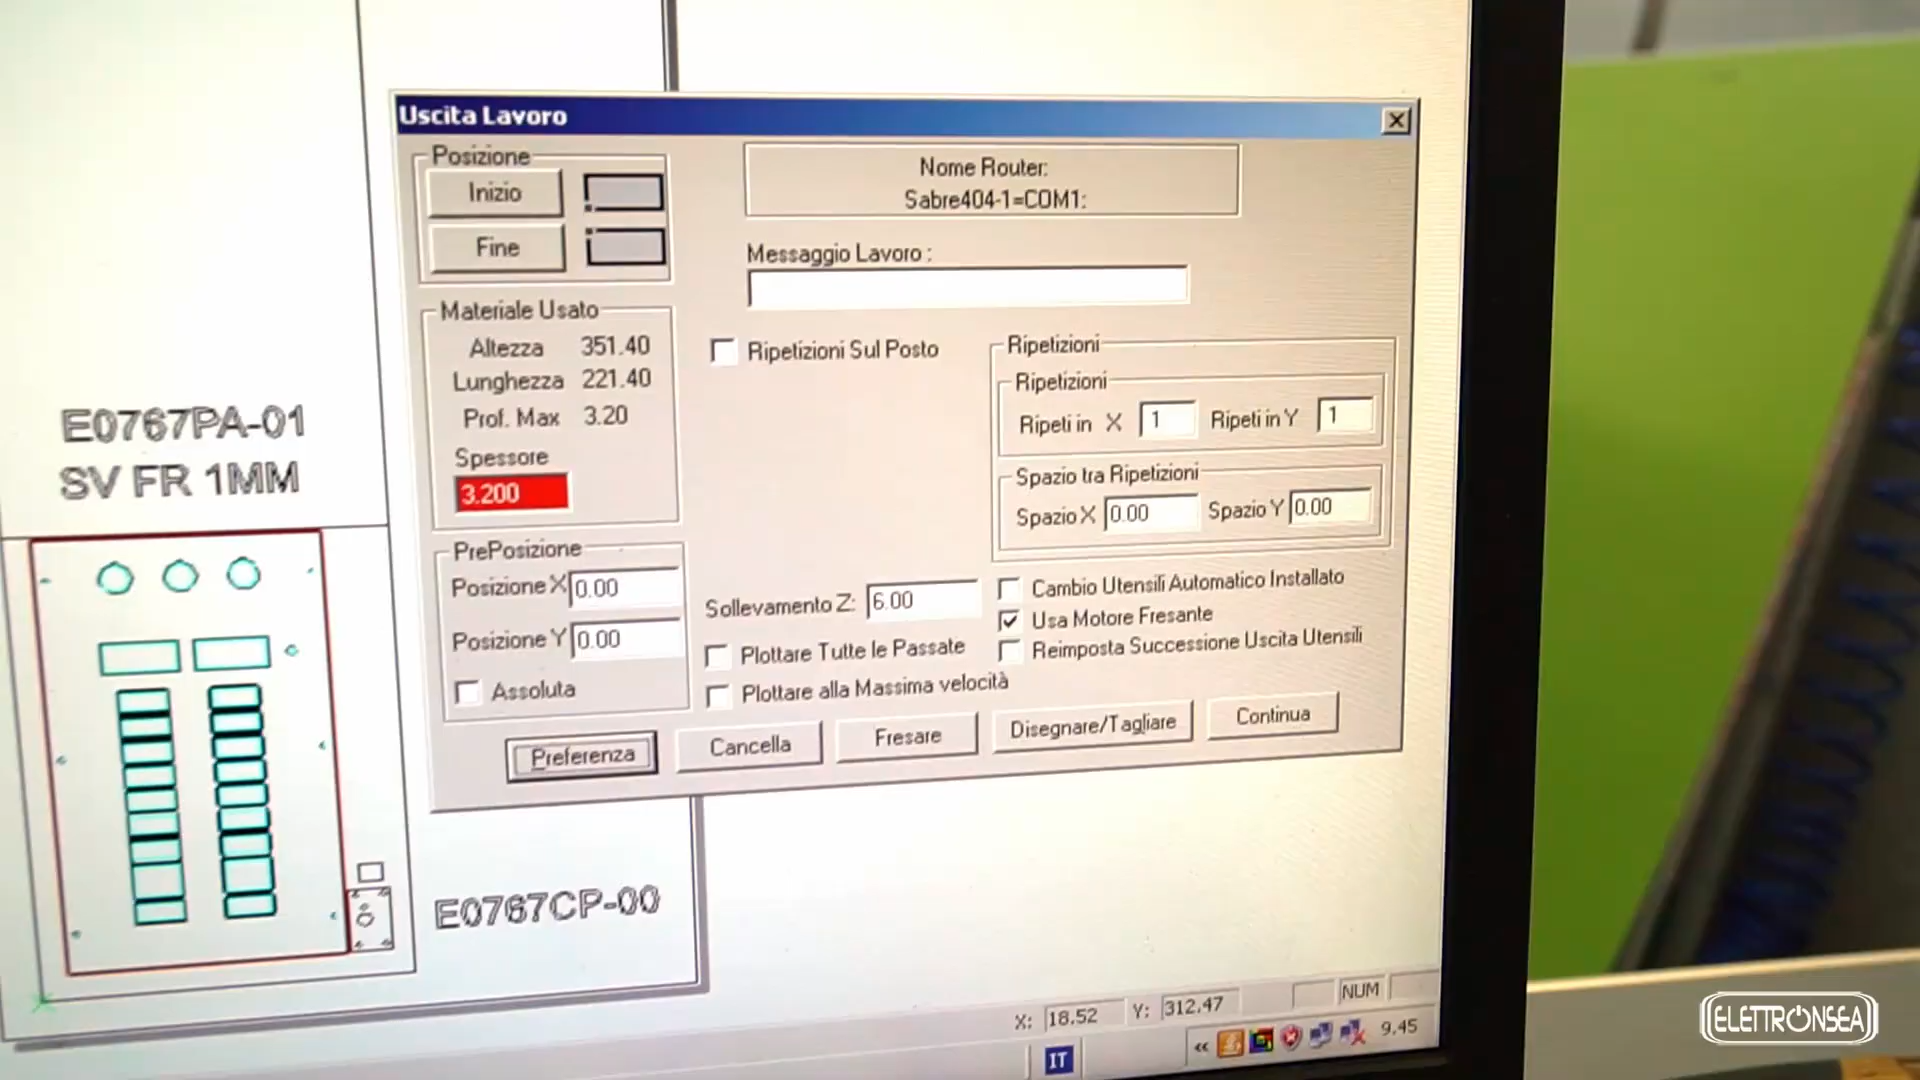 Uscita Lavoro
Posizione
Inizio
Fine
Nome Router:
Sabre404-1=COM1:
Messaggio Lavoro :
Materiale Usato
Altezza 351.40
Lunghezza 221.40
Prof. Max 3.20
Spessore
3.200
Ripetizioni Sul Posto
Ripetizioni
Ripetizioni
Ripeti in X 1 Ripeti in Y 1
Spazio tra Ripetizioni
Spazio X 0.00 Spazio Y 0.00
PrePosizione
Posizione X 0.00
Posizione Y 0.00
Assoluta
Sollevamento Z: 6.00
Plottare Tutte le Passate
Plottare alla Massima velocità
Cambio Utensili Automatico Installato
Usa Motore Fresante
Reimposta Successione Uscita Utensili
Preferenza
Cancella
Fresare
Disegnare/Tagliare
Continua
E0767PA-01
SV FR 1MM
E0767CP-00
X: 18.52 Y: 312.47
NUM
IT
« 9.45
ELETTRONSEA